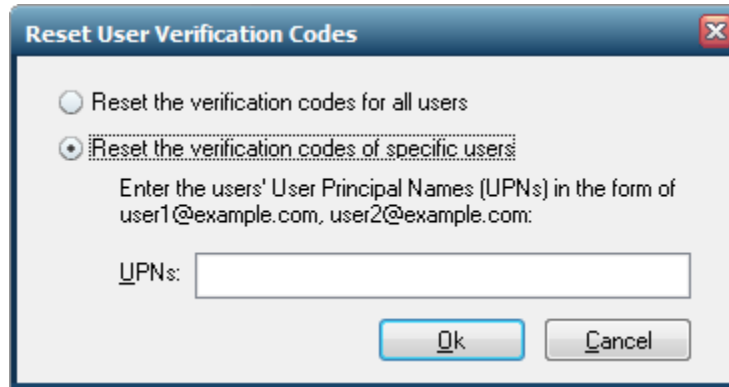 Reset User Verification Codes
Reset the verification codes for all users
Reset the verification codes of specific users
Enter the users' User Principal Names (UPNs) in the form of
user1@example.com, user2@example.com:
UPNs:
Ok Cancel